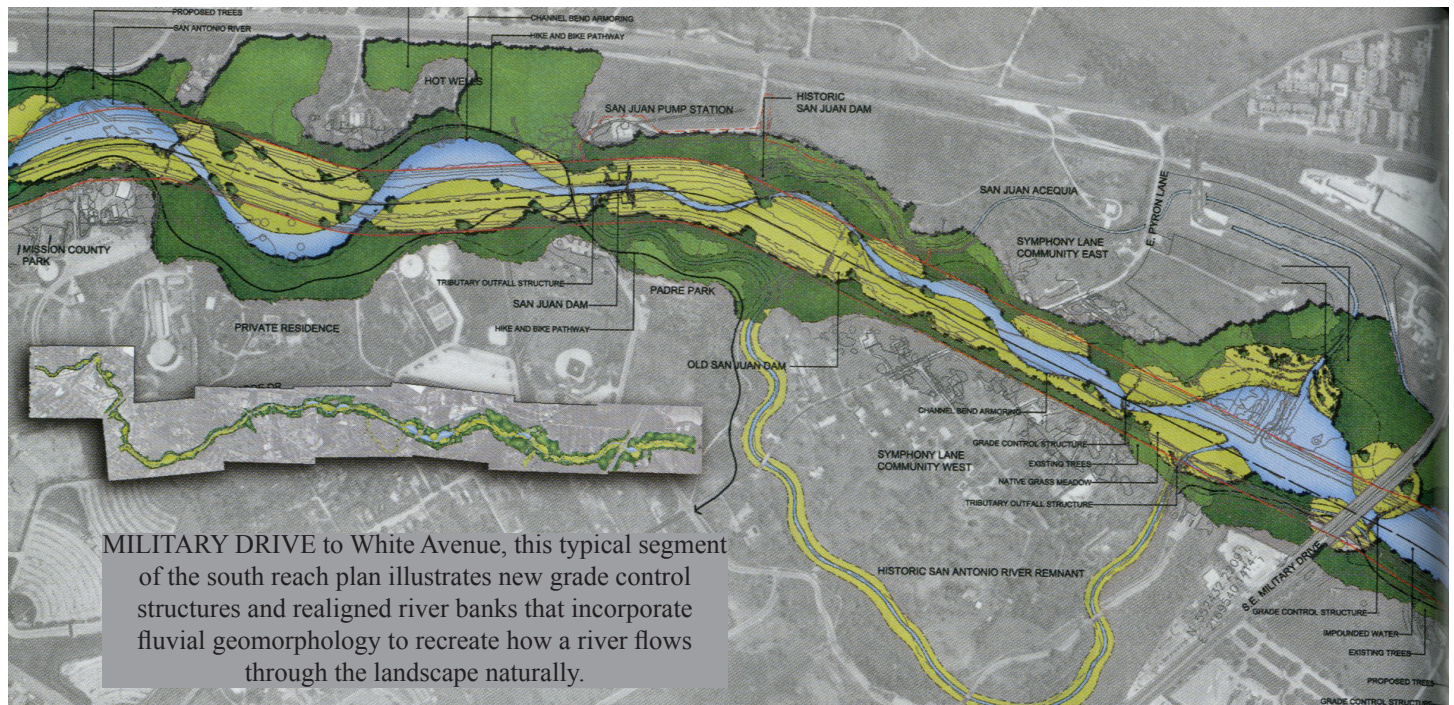 PROPOSED TREES
SAN ANTONIO RIVER
CHANNEL BEND ARMORING
HIKE AND BIKE PATHWAY
HOT WELLS
SAN JUAN PUMP STATION
HISTORIC
SAN JUAN DAM
SAN JUAN ACEQUIA
E. PYRON LANE
SYMPHONY LANE
COMMUNITY EAST
MISSION COUNTY
PARK
TRIBUTARY OUTFALL STRUCTURE
SAN JUAN DAM
PADRE PARK
PRIVATE RESIDENCE
HIKE AND BIKE PATHWAY
OLD SAN JUAN DAM
CHANNEL BEND ARMORING
GRADE CONTROL STRUCTURE
SYMPHONY LANE
COMMUNITY WEST
EXISTING TREES
NATIVE GRASS MEADOW
TRIBUTARY OUTFALL STRUCTURE
HISTORIC SAN ANTONIO RIVER REMNANT
S.E. MILITARY DRIVE
GRADE CONTROL STRUCTURE
IMPOUNDED WATER
EXISTING TREES
PROPOSED TREES
GRADE CONTROL STRUCTURE
MILITARY DRIVE to White Avenue, this typical segment
of the south reach plan illustrates new grade control
structures and realigned river banks that incorporate
fluvial geomorphology to recreate how a river flows
through the landscape naturally.